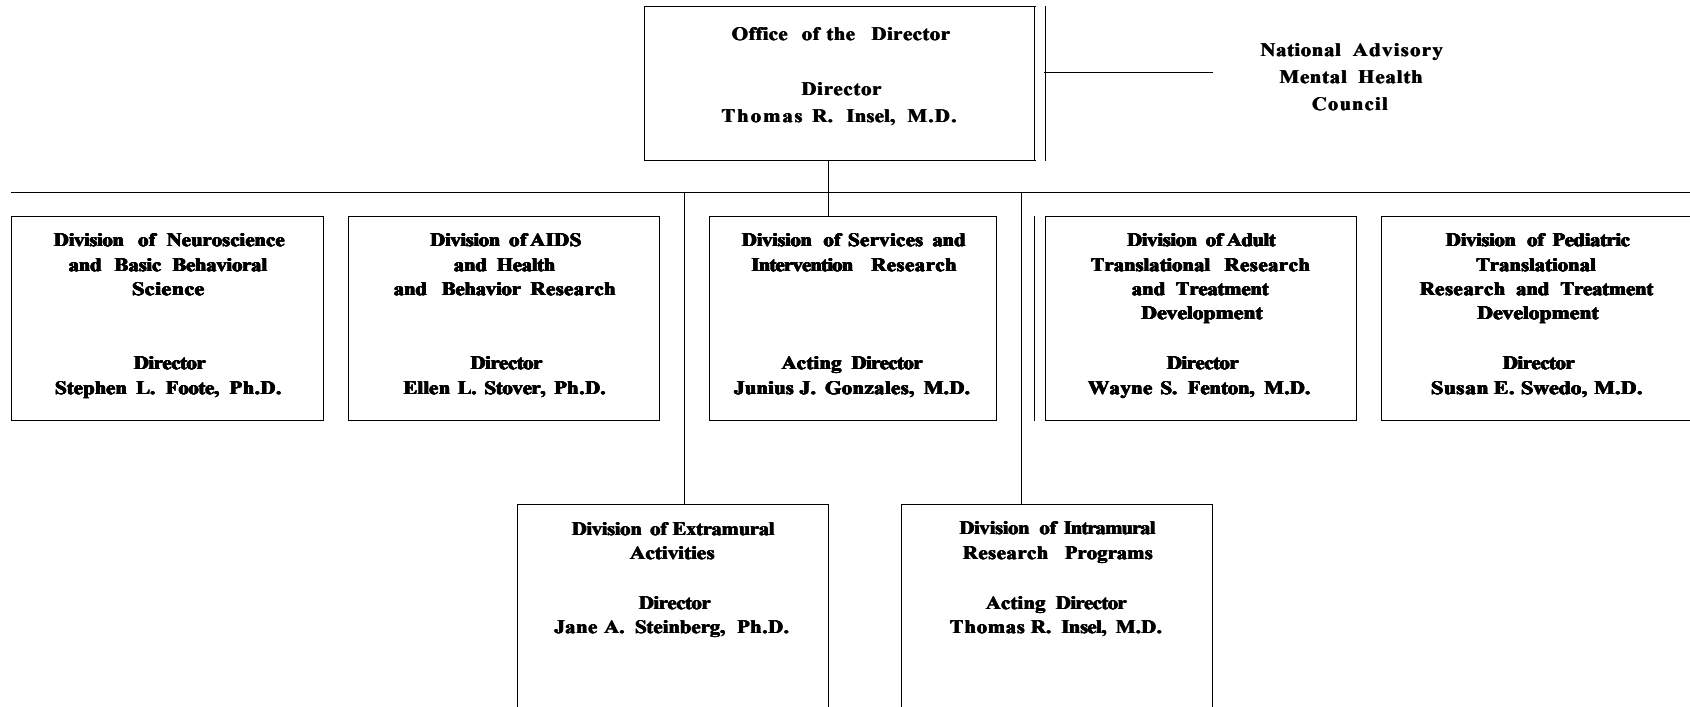 Office of the Director
Director
Thomas R. Insel, M.D.
National Advisory
Mental Health
Council
Division of Neuroscience
and Basic Behavioral
Science
Director
Stephen L. Foote, Ph.D.
Division of AIDS
and Health
and Behavior Research
Director
Ellen L. Stover, Ph.D.
Division of Services and
Intervention Research
Acting Director
Junius J. Gonzales, M.D.
Division of Adult
Translational Research
and Treatment
Development
Director
Wayne S. Fenton, M.D.
Division of Pediatric
Translational
Research and Treatment
Development
Director
Susan E. Swedo, M.D.
Division of Extramural
Activities
Director
Jane A. Steinberg, Ph.D.
Division of Intramural
Research Programs
Acting Director
Thomas R. Insel, M.D.